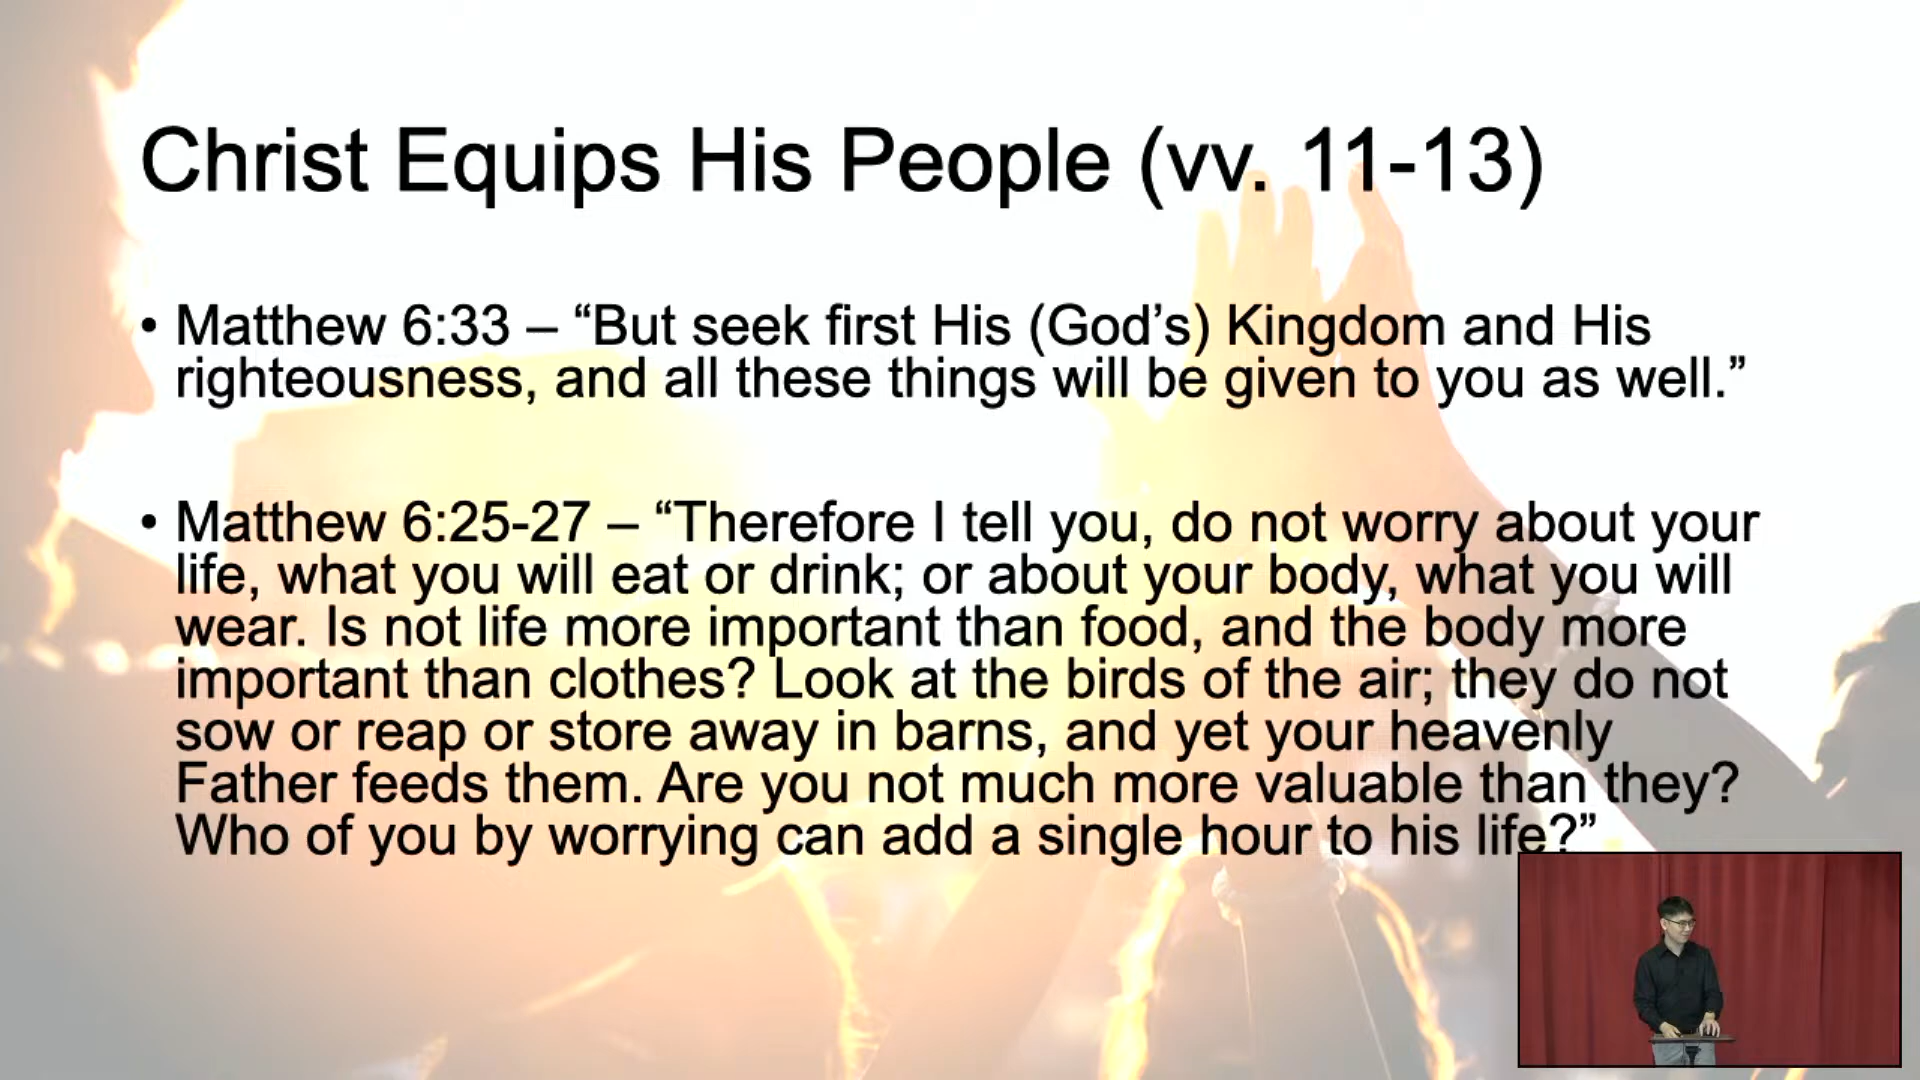 Christ Equips His People (vv. 11-13)
• Matthew 6:33 – “But seek first His (God’s) Kingdom and His
righteousness, and all these things will be given to you as well.”
• Matthew 6:25-27 – “Therefore I tell you, do not worry about your
life, what you will eat or drink; or about your body, what you will
wear. Is not life more important than food, and the body more
important than clothes? Look at the birds of the air; they do not
sow or reap or store away in barns, and yet your heavenly
Father feeds them. Are you not much more valuable than they?
Who of you by worrying can add a single hour to his life?”